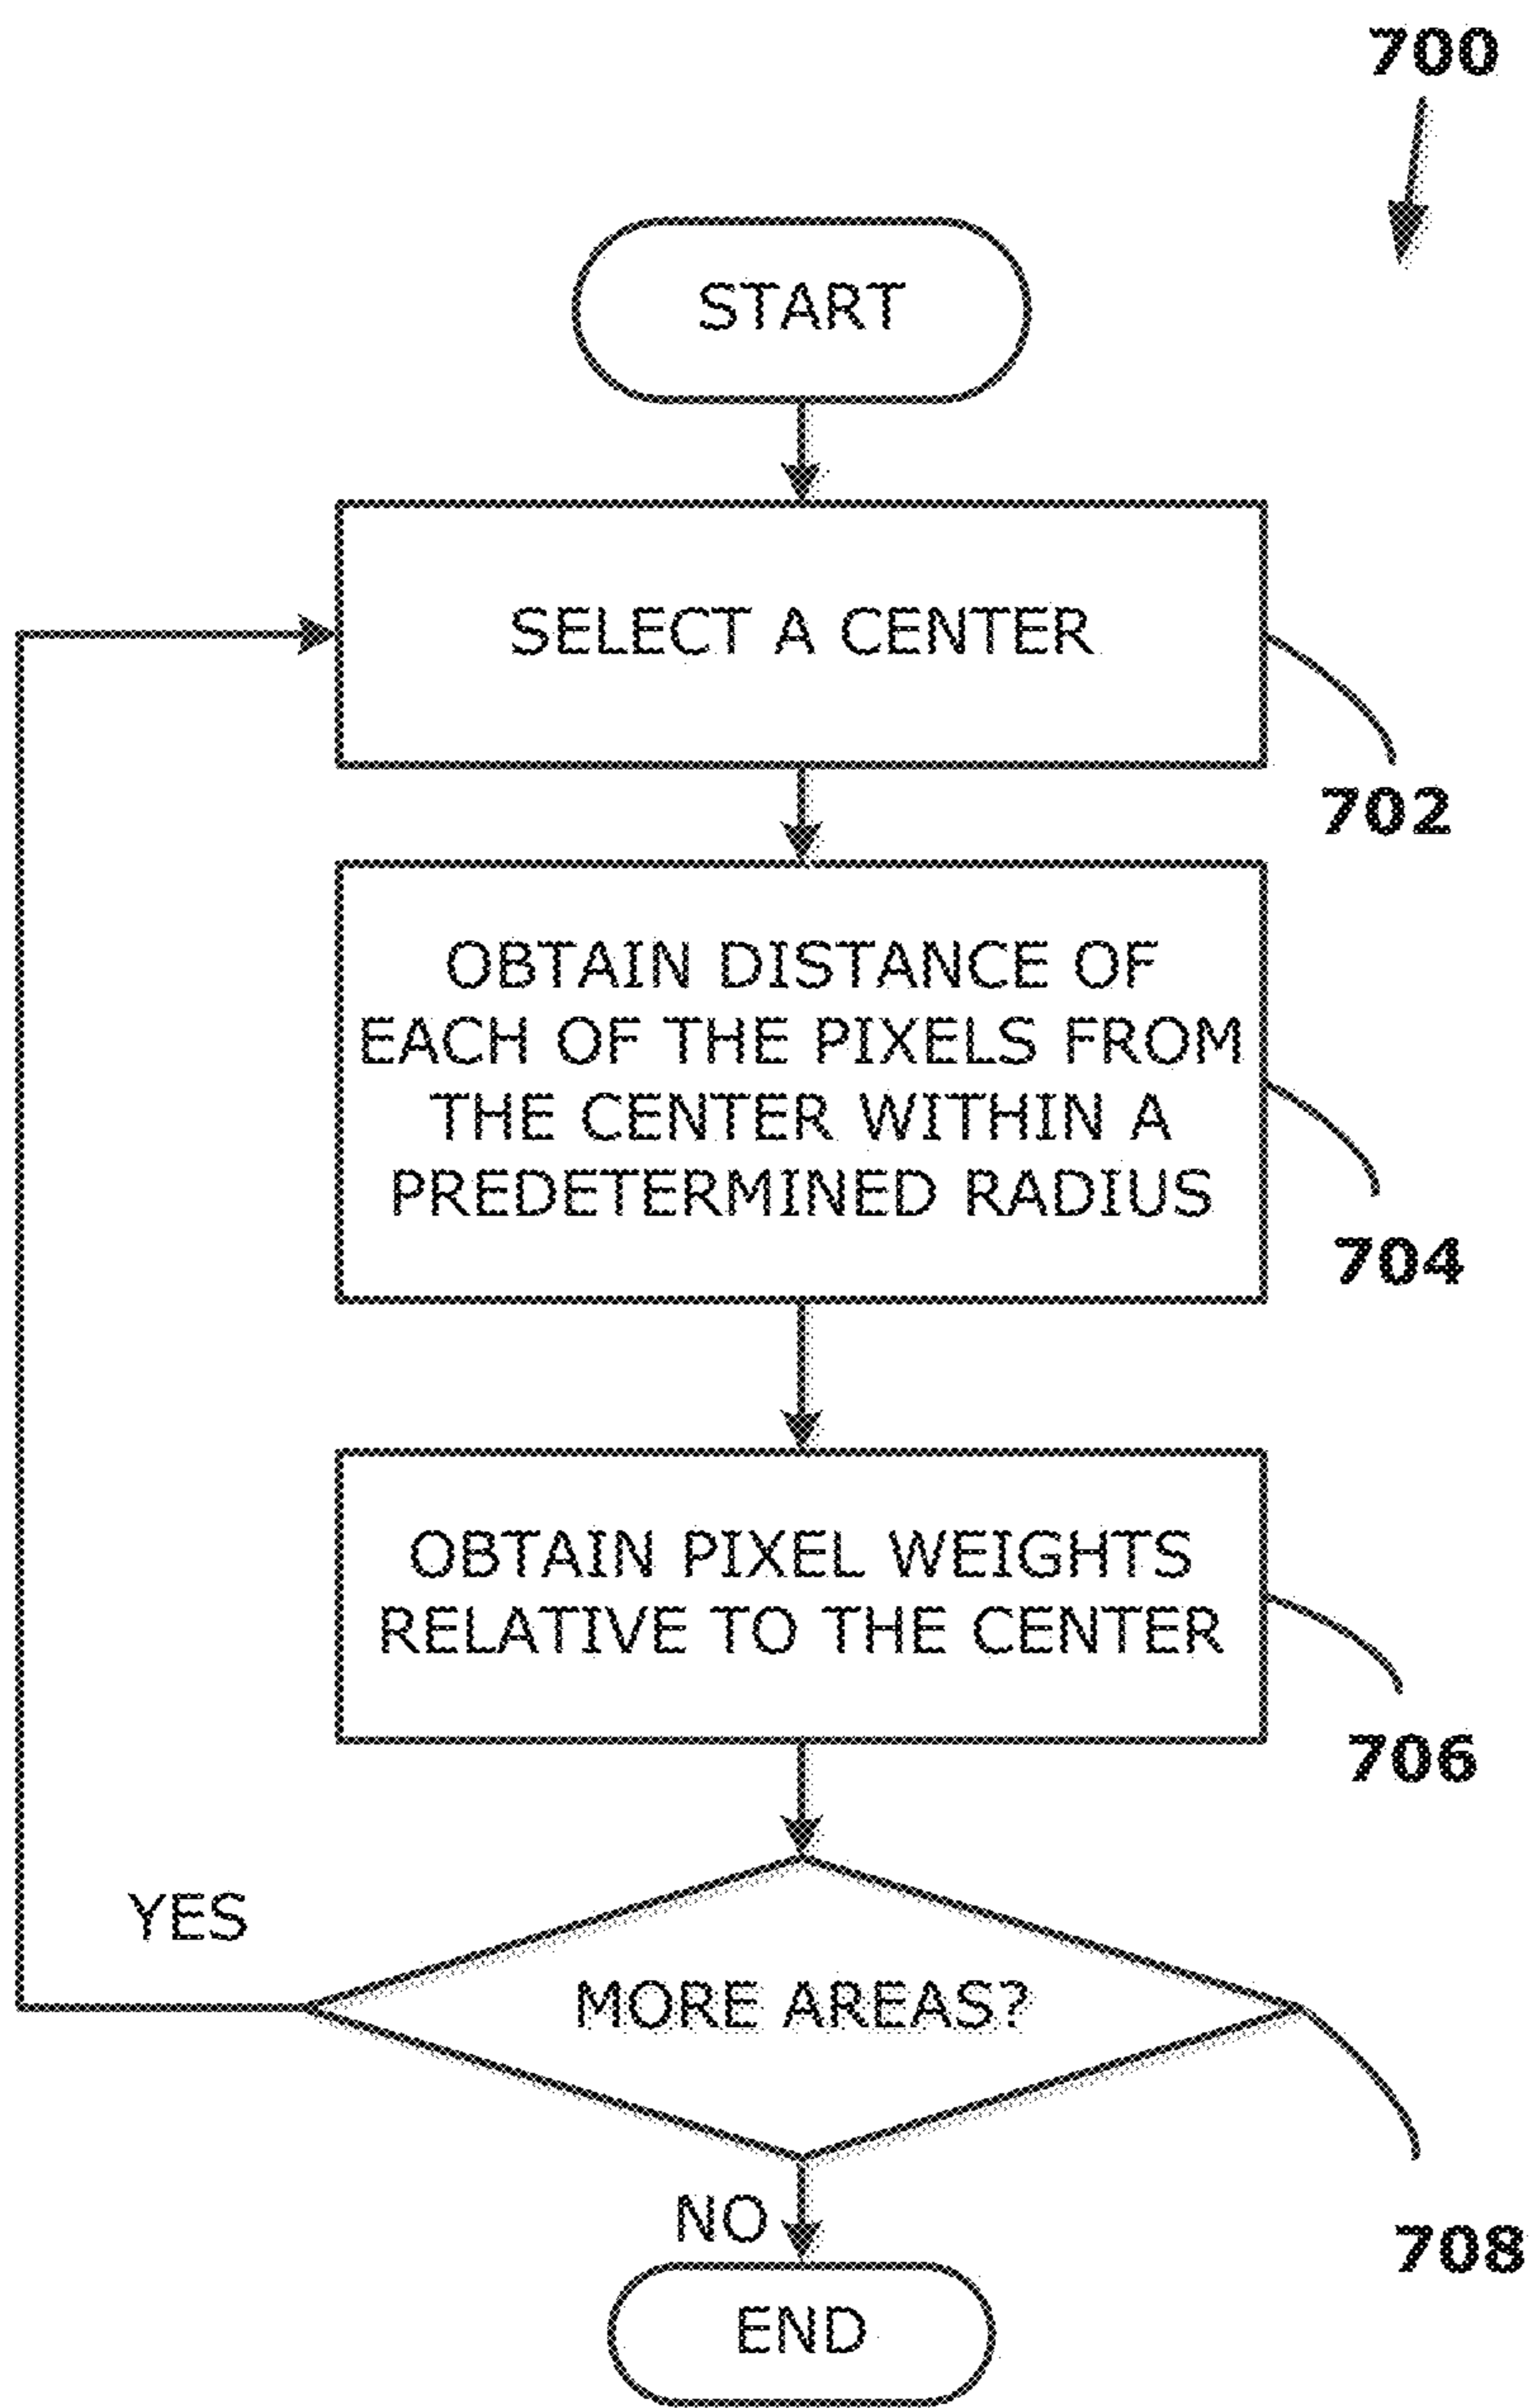 700
START
SELECT A CENTER
702
OBTAIN DISTANCE OF
EACH OF THE PIXELS FROM
THE CENTER WITHIN A
PREDETERMINED RADIUS
704
OBTAIN PIXEL WEIGHTS
RELATIVE TO THE CENTER
706
YES
MORE AREAS?
708
NO
END